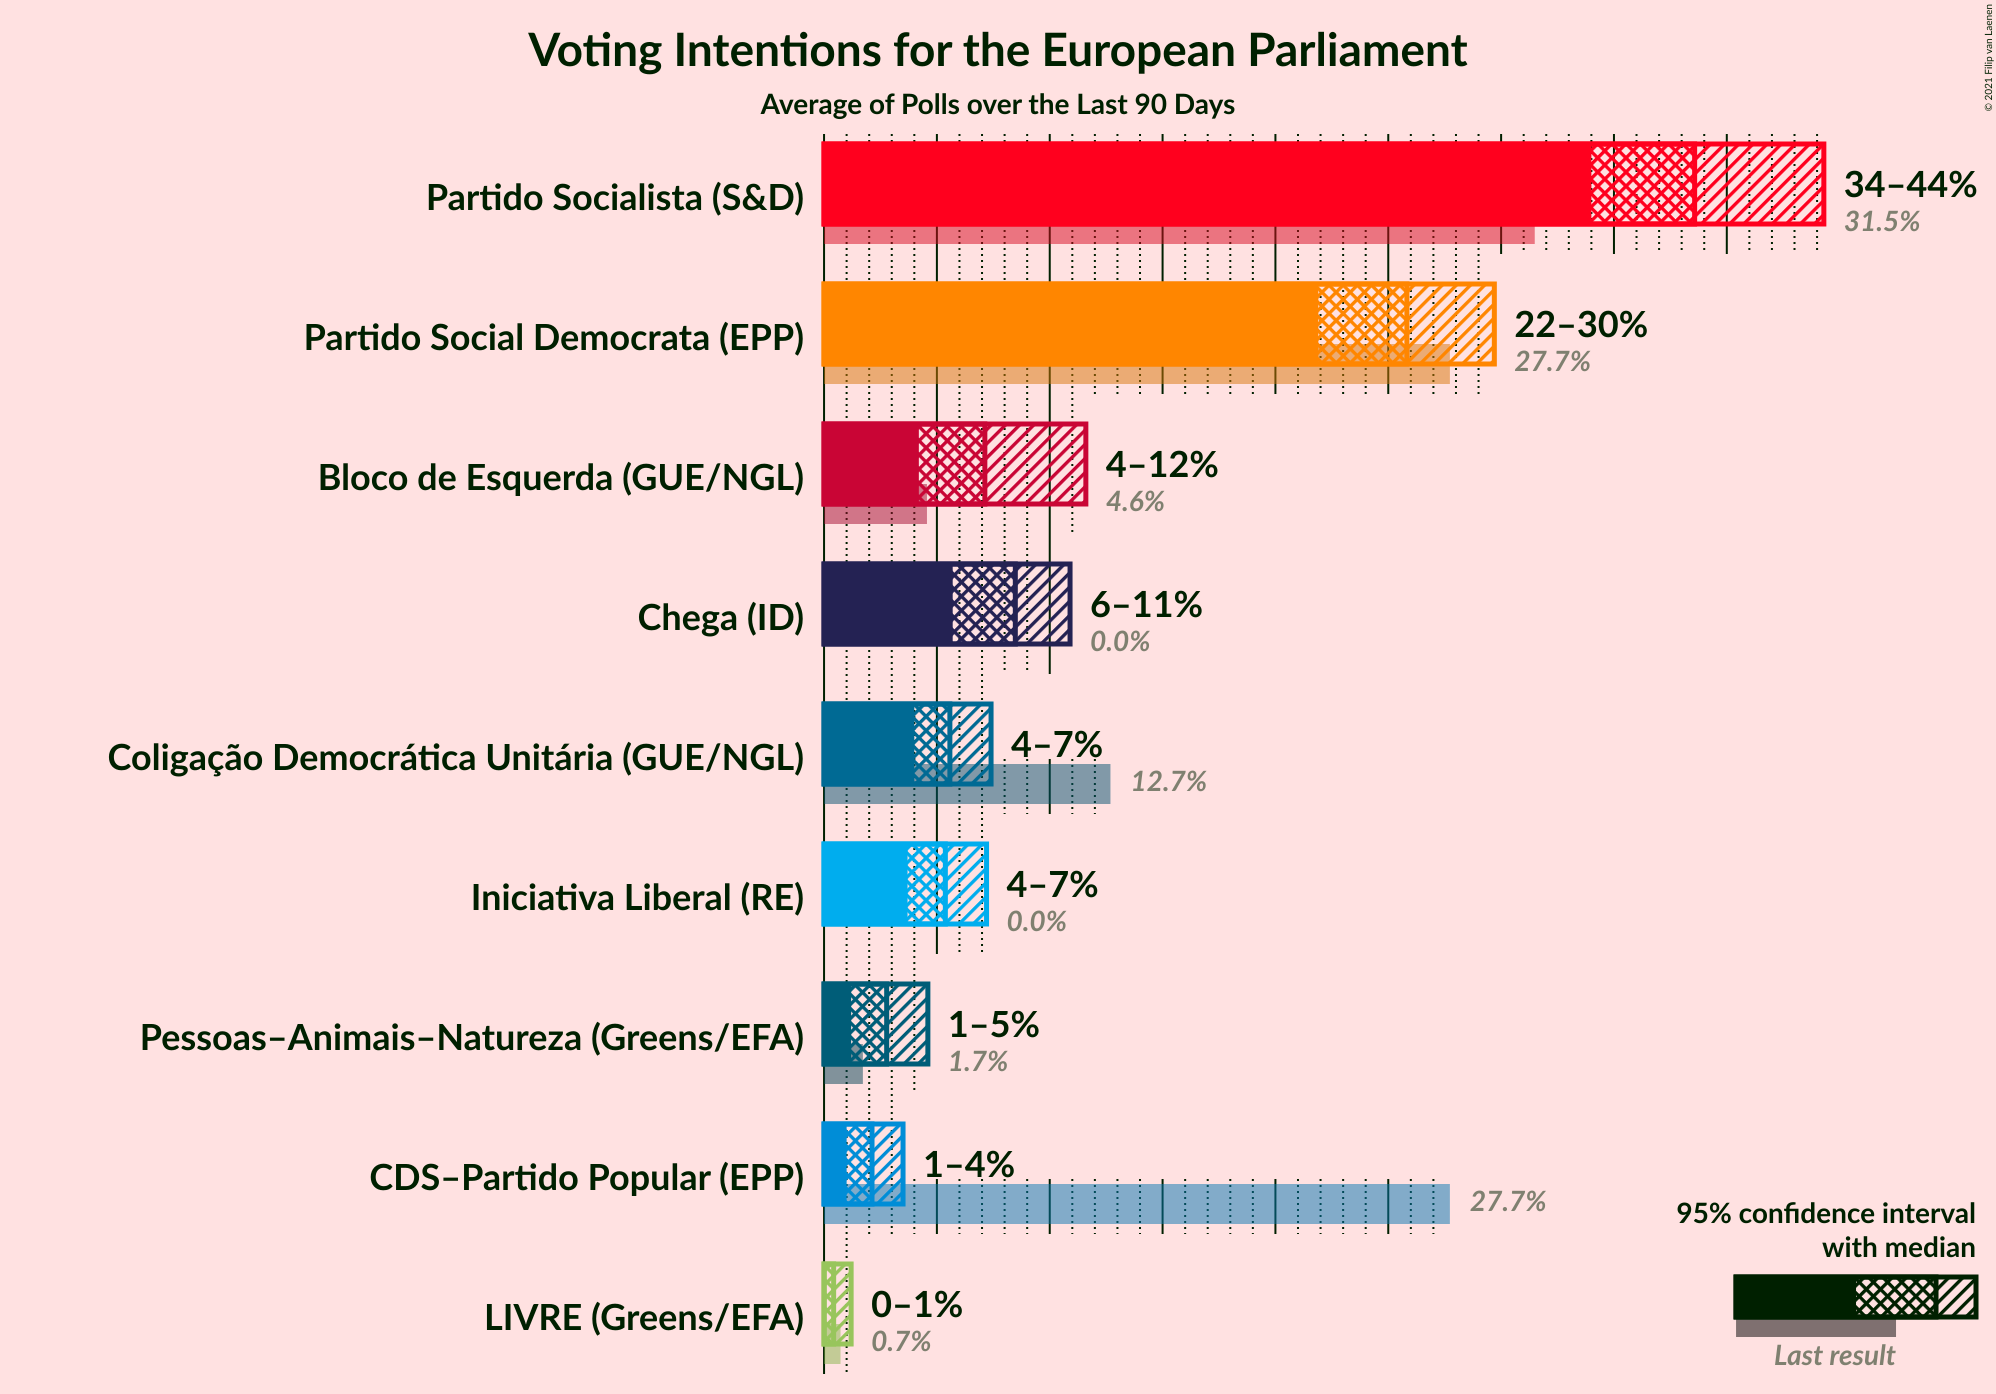 Voting Intentions for the European Parliament
Average of Polls over the Last 90 Days
© 2021 Filip van Laenen
Partido Socialista (S&D)
34–44%
31.5%
Partido Social Democrata (EPP)
22–30%
27.7%
Bloco de Esquerda (GUE/NGL)
4–12%
4.6%
Chega (ID)
6–11%
0.0%
Coligação Democrática Unitária (GUE/NGL)
4–7%
12.7%
Iniciativa Liberal (RE)
4–7%
0.0%
Pessoas–Animais–Natureza (Greens/EFA)
1–5%
1.7%
CDS–Partido Popular (EPP)
1–4%
27.7%
LIVRE (Greens/EFA)
0–1%
0.7%
95% confidence interval
with median
Last result